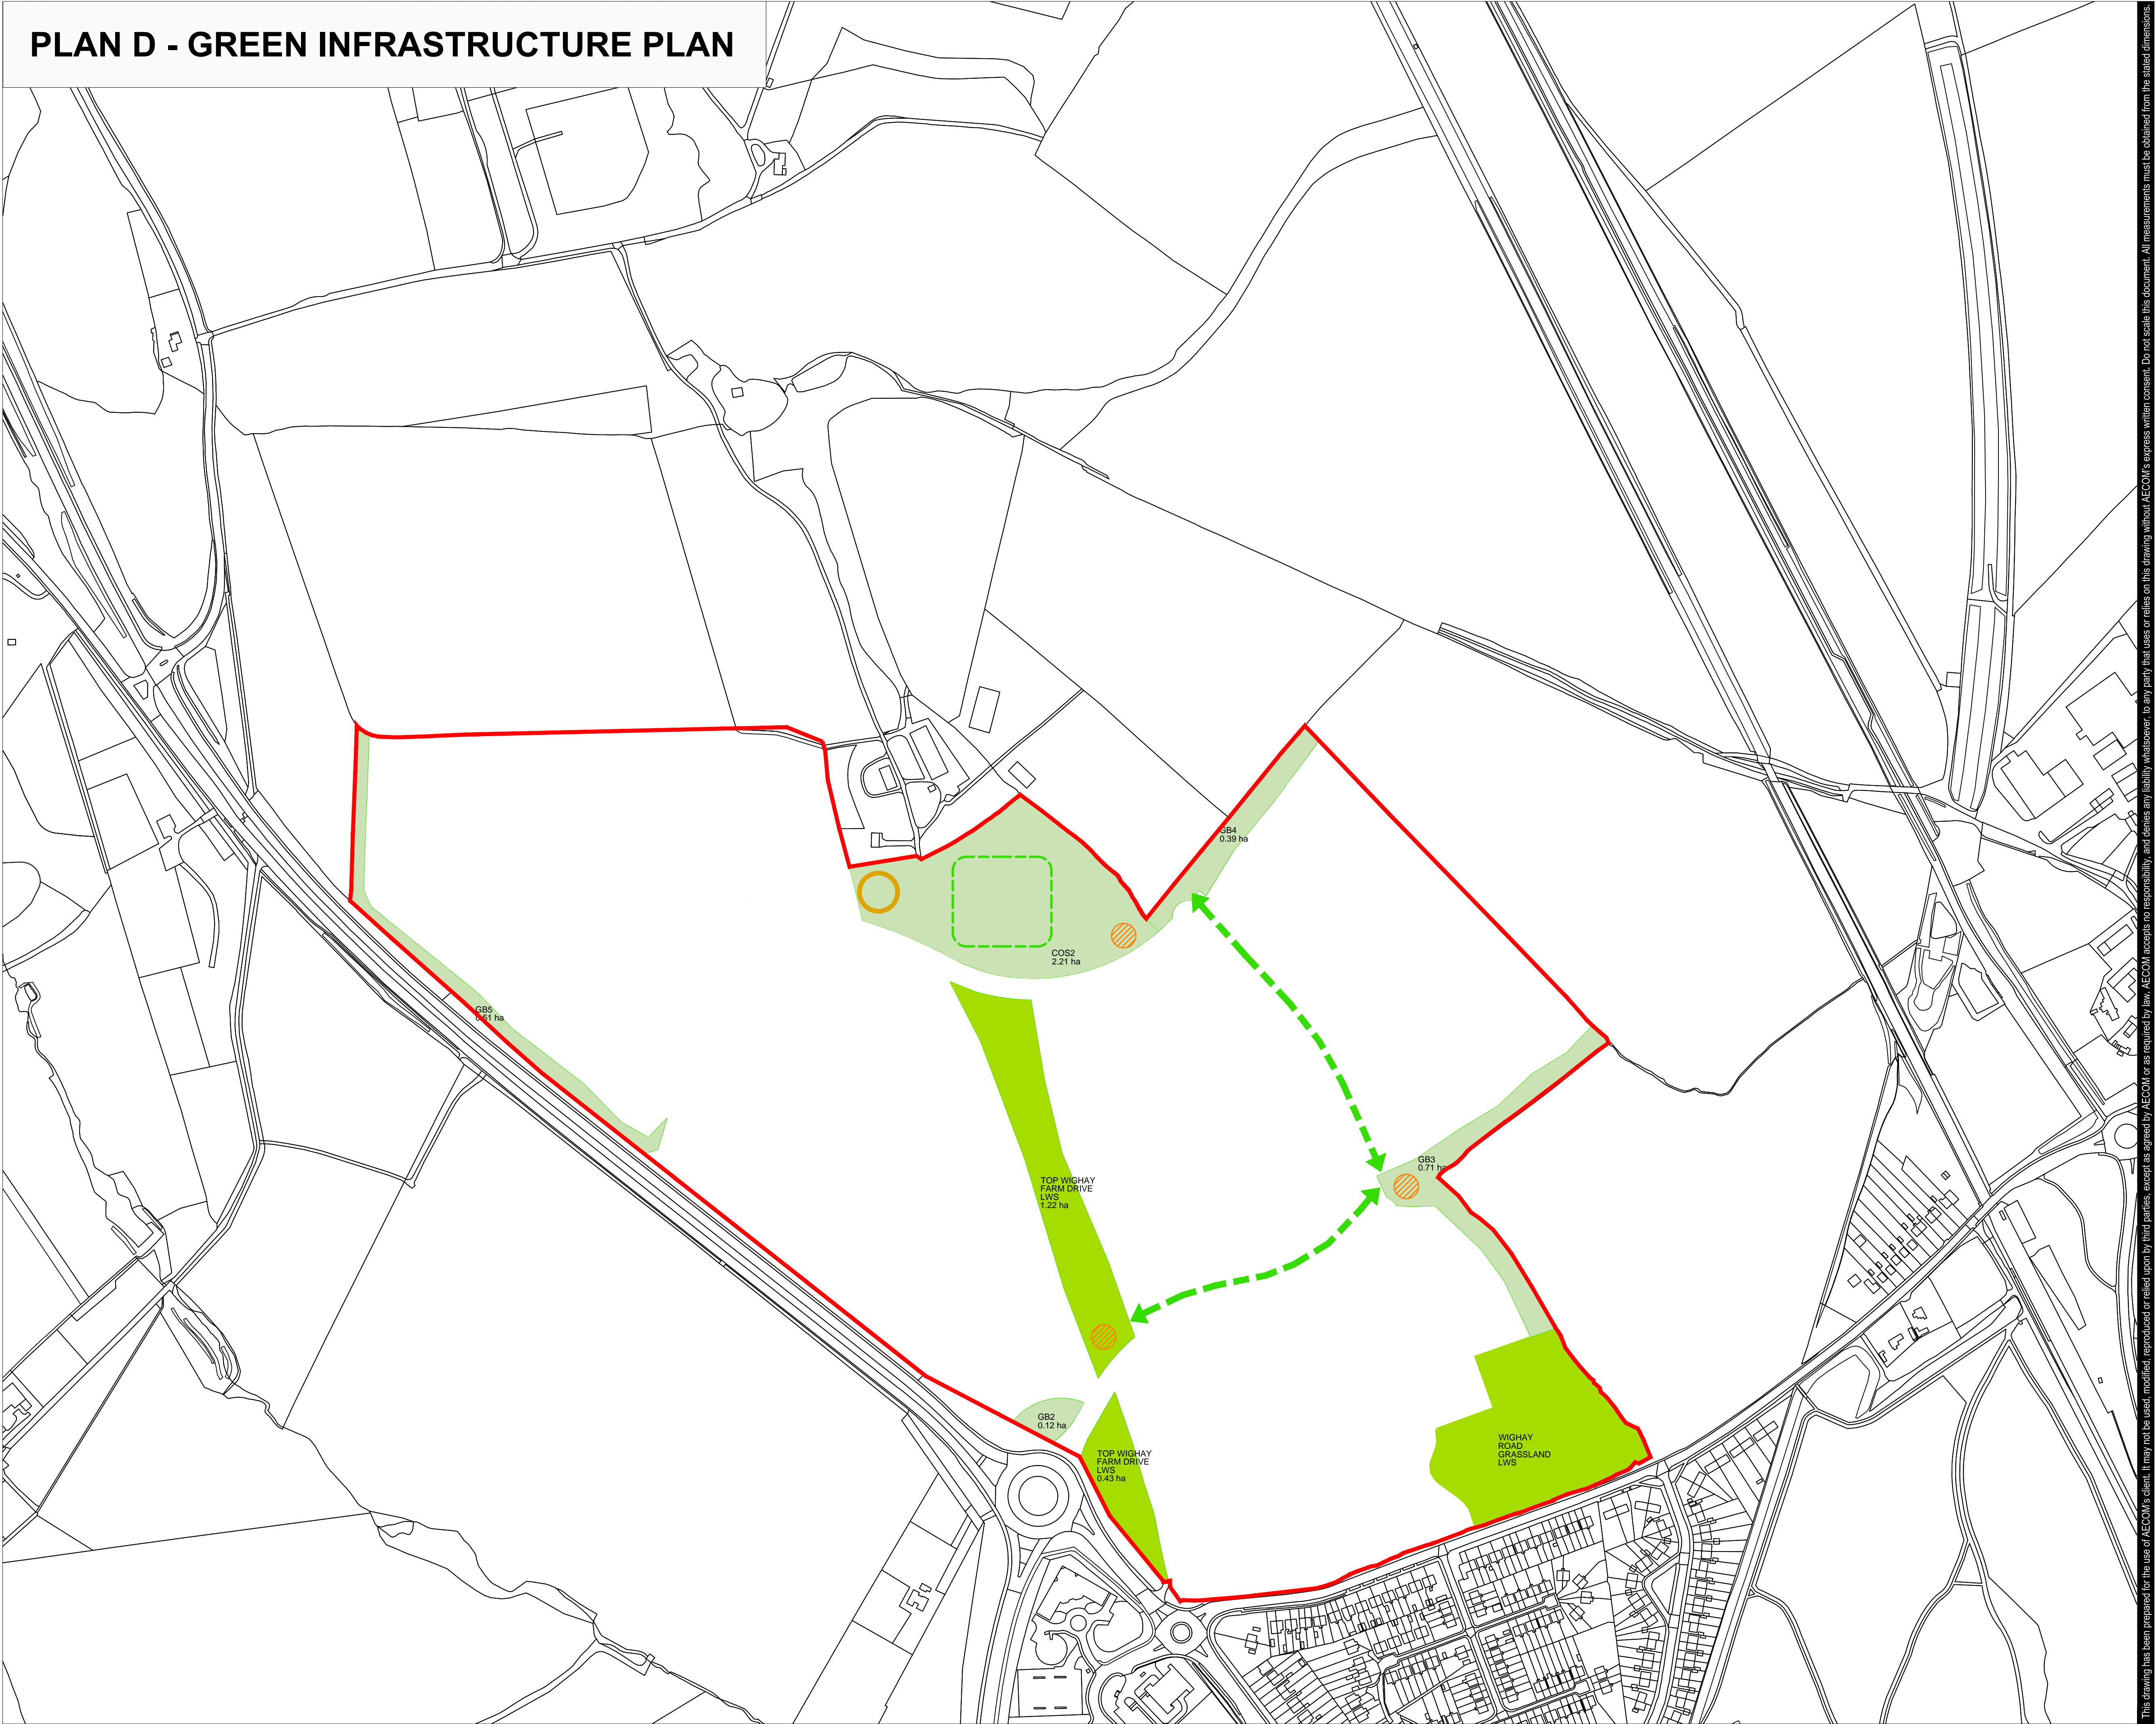 PLAN D - GREEN INFRASTRUCTURE PLAN
GB4
0.39 ha
COS2
2.21 ha
GB5
0.51 ha
GB3
0.71 ha
TOP WIGHAY
FARM DRIVE
LWS
1.22 ha
GB2
0.12 ha
TOP WIGHAY
FARM DRIVE
LWS
0.43 ha
WIGHAY
ROAD
GRASSLAND
LWS
This drawing has been prepared for the use of AECOM's client. It may not be used, modified, reproduced or relied upon by third parties, except as agreed by AECOM or as required by law. AECOM accepts no responsibility, and denies any liability whatsoever, to any party that uses or relies on this drawing without AECOM's express written consent. Do not scale this document. All measurements must be obtained from the stated dimensions.